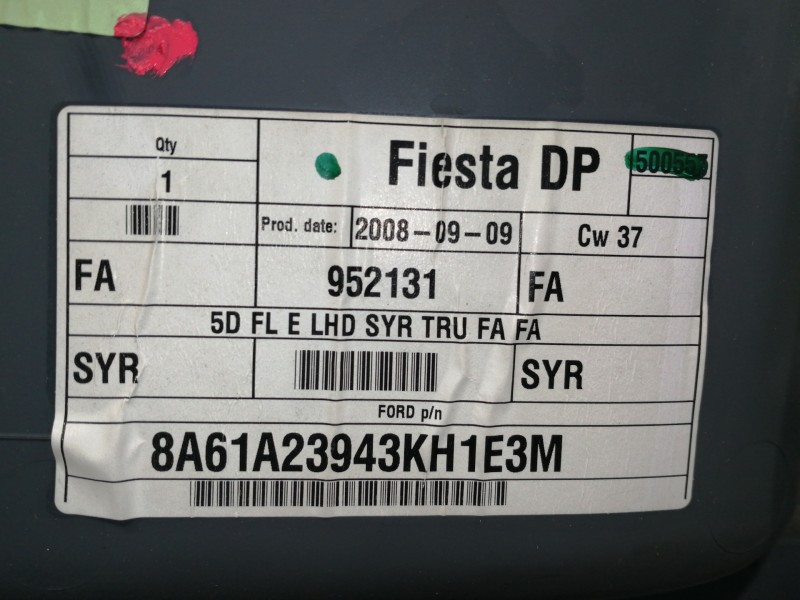 Qty
1
Fiesta DP
Prod. date: 2008-09-09 Cw 37
FA 952131 FA
5D FL E LHD SYR TRU FA FA
SYR SYR
FORD p/n
8A61A23943KH1E3M